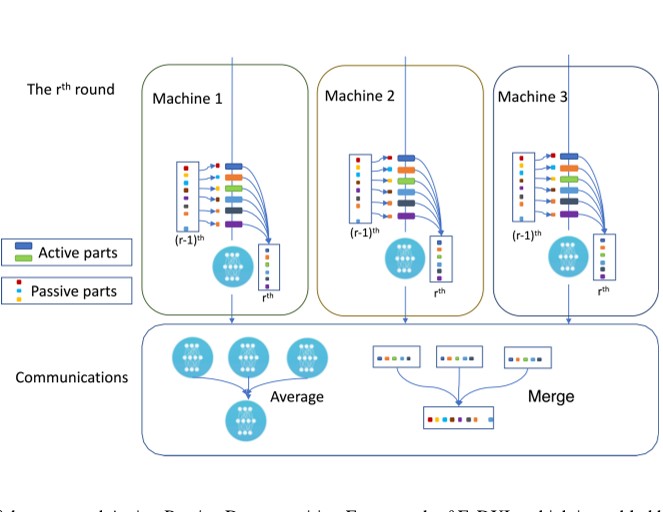 The rth round
Machine 1
Machine 2
Machine 3
(r-1)th
(r-1)th
(r-1)th
Active parts
Passive parts
rth
rth
rth
Communications
Average
Merge